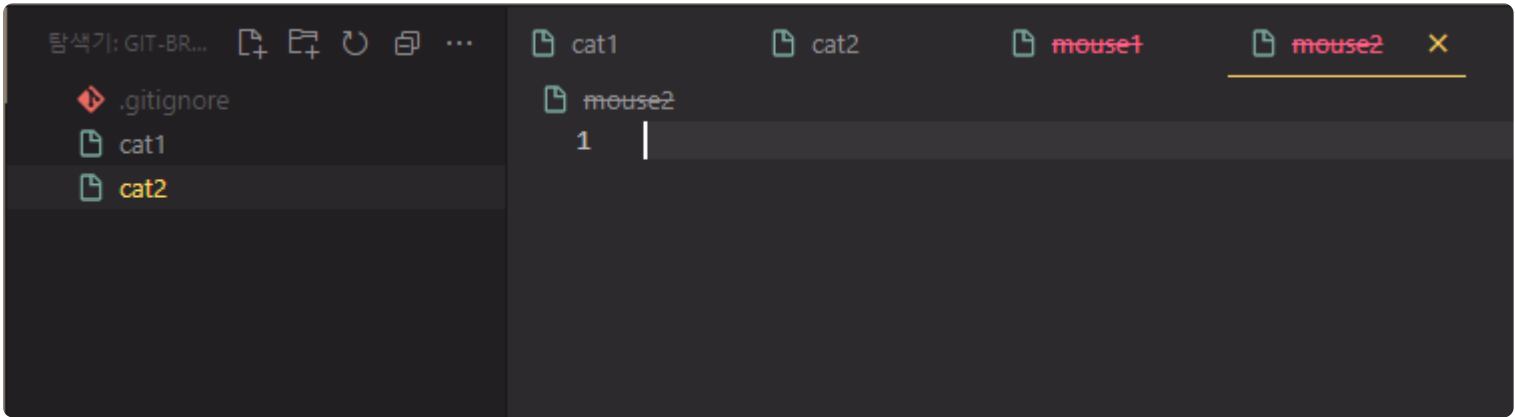 탐색기: GIT-BR...
.gitignore
cat1
cat2
cat1 cat2 mouse1 mouse2
mouse2
1